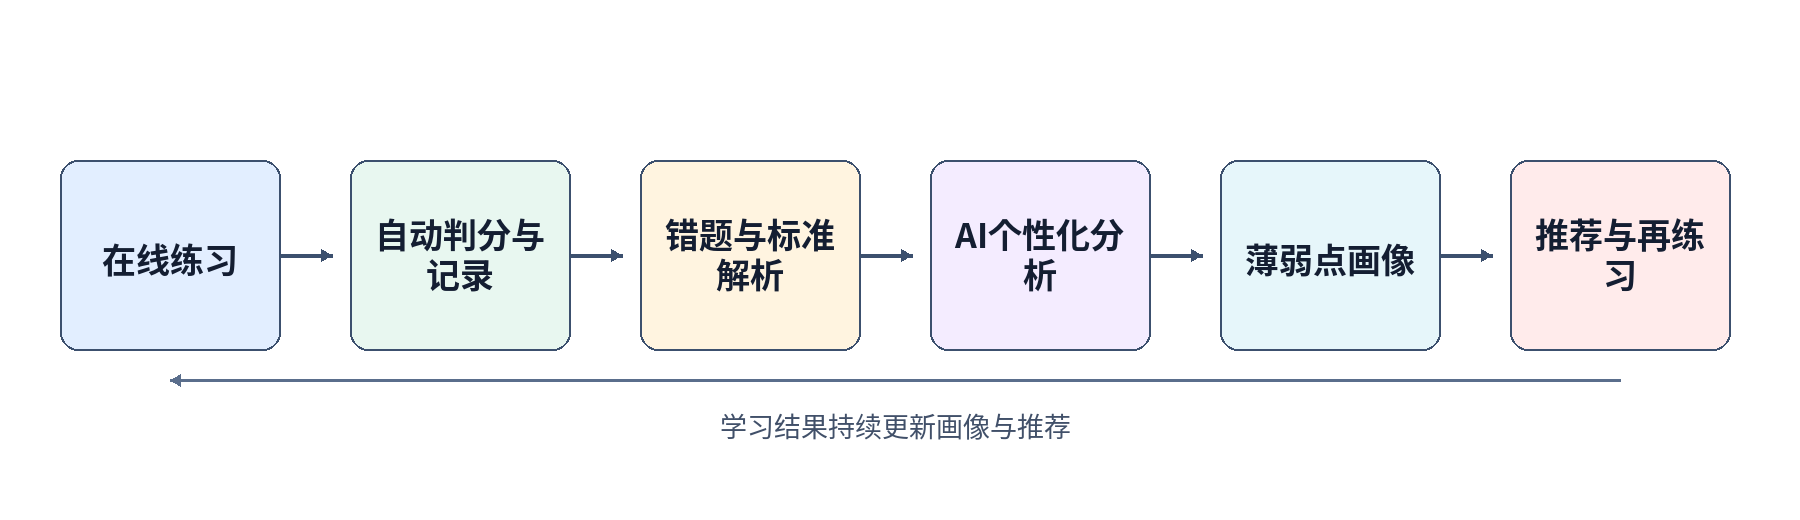 在线练习
自动判分与
记录
错题与标准
解析
AI个性化分
析
薄弱点画像
推荐与再练
习
学习结果持续更新画像与推荐